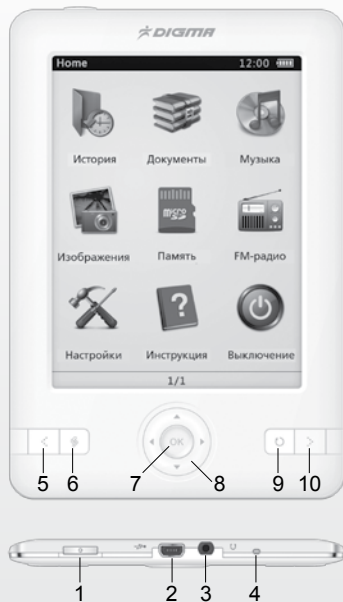 DIGMA
Home 12:00
История Документы Музыка
micro
Изображения Память FM-радио
?
Настройки Инструкция Выключение
1/1
OK
5 6 7 8 9 10
1 2 3 4